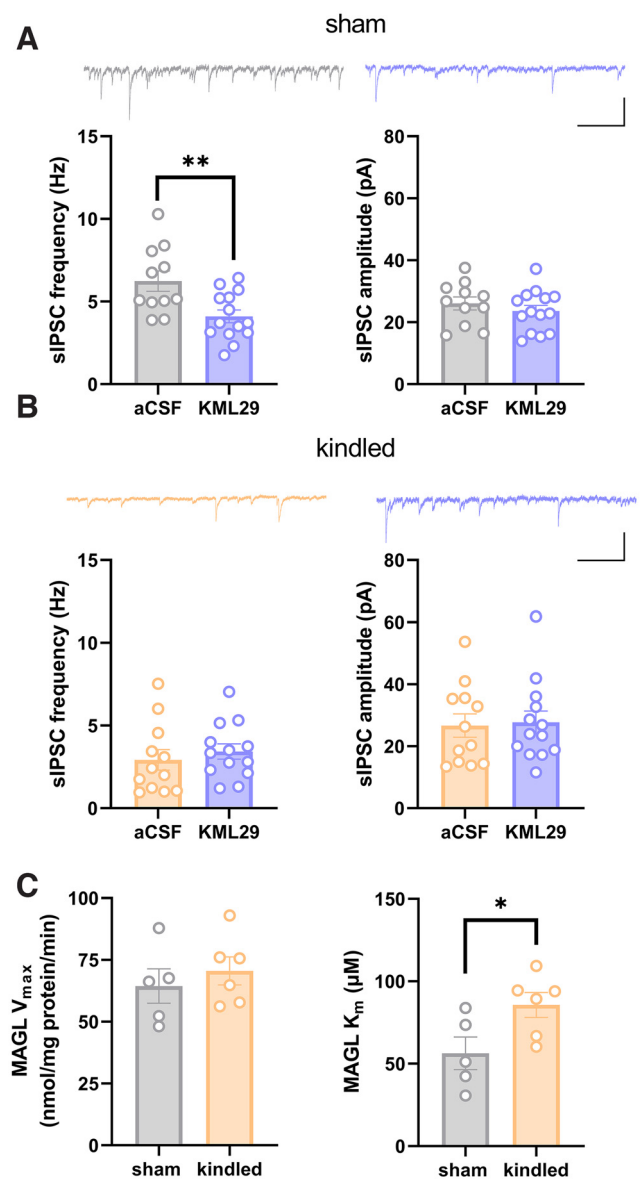 A
sham
sIPSC frequency (Hz)
15
10
5
0
**
aCSF KML29
sIPSC amplitude (pA)
80
60
40
20
0
aCSF KML29
B
kindled
sIPSC frequency (Hz)
15
10
5
0
aCSF KML29
sIPSC amplitude (pA)
80
60
40
20
0
aCSF KML29
C
MAGL Vmax
(nmol/mg protein/min)
100
75
50
25
0
sham kindled
MAGL Km (µM)
150
100
50
0
*
sham kindled